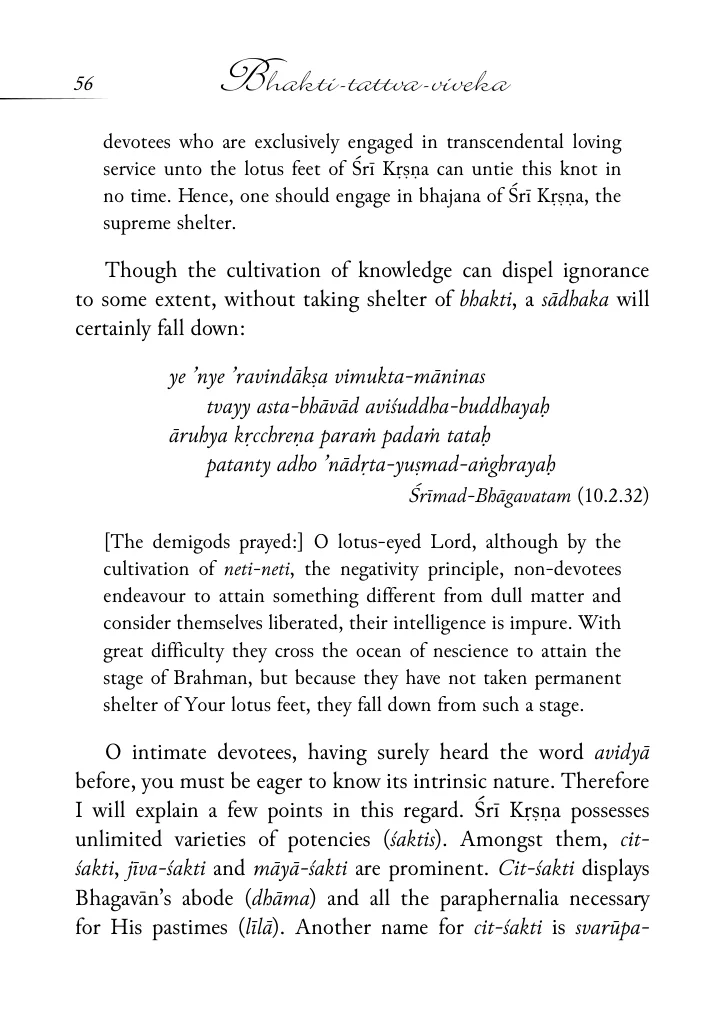 56
Bhakti-tattva-viveka
devotees who are exclusively engaged in transcendental loving
service unto the lotus feet of Śrī Kṛṣṇa can untie this knot in
no time. Hence, one should engage in bhajana of Śrī Kṛṣṇa, the
supreme shelter.
Though the cultivation of knowledge can dispel ignorance
to some extent, without taking shelter of bhakti, a sādhaka will
certainly fall down:
ye ’nye ’ravindākṣa vimukta-māninas
tvayy asta-bhāvād aviśuddha-buddhayaḥ
āruhya kṛcchreṇa paraṁ padaṁ tataḥ
patanty adho ’nādṛta-yuṣmad-aṅghrayaḥ
Śrīmad-Bhāgavatam (10.2.32)
[The demigods prayed:] O lotus-eyed Lord, although by the
cultivation of neti-neti, the negativity principle, non-devotees
endeavour to attain something different from dull matter and
consider themselves liberated, their intelligence is impure. With
great difficulty they cross the ocean of nescience to attain the
stage of Brahman, but because they have not taken permanent
shelter of Your lotus feet, they fall down from such a stage.
O intimate devotees, having surely heard the word avidyā
before, you must be eager to know its intrinsic nature. Therefore
I will explain a few points in this regard. Śrī Kṛṣṇa possesses
unlimited varieties of potencies (śaktis). Amongst them, cit-
śakti, jīva-śakti and māyā-śakti are prominent. Cit-śakti displays
Bhagavān’s abode (dhāma) and all the paraphernalia necessary
for His pastimes (līlā). Another name for cit-śakti is svarūpa-